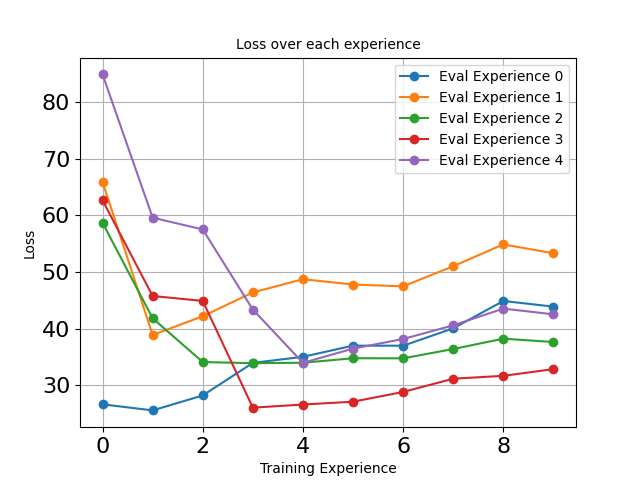 Loss over each experience
Eval Experience 0
Eval Experience 1
Eval Experience 2
Eval Experience 3
Eval Experience 4
80
70
60
50
40
30
Loss
0 2 4 6 8
Training Experience